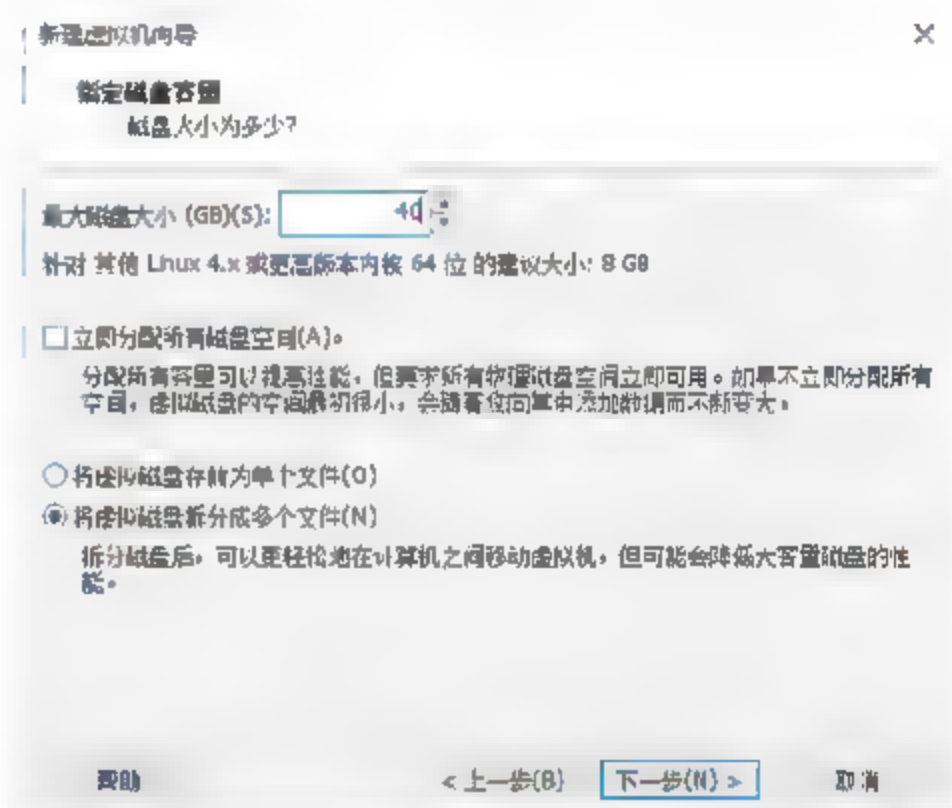 新建虚拟机向导
指定磁盘容量
磁盘大小为多少?
最大磁盘大小 (GB)(S): 40
针对 其他 Linux 4.x 或更高版本内核 64 位 的建议大小: 8 GB
立即分配所有磁盘空间(A)。
分配所有容量可以提高性能，但要求所有物理磁盘空间立即可用。如果不立即分配所有
空间，虚拟磁盘的空间最初很小，会随着您向其中添加数据而不断变大。
将虚拟磁盘存储为单个文件(O)
将虚拟磁盘拆分成多个文件(N)
拆分磁盘后，可以更轻松地在计算机之间移动虚拟机，但可能会降低大容量磁盘的性
能。
帮助 < 上一步(B) 下一步(N) > 取消